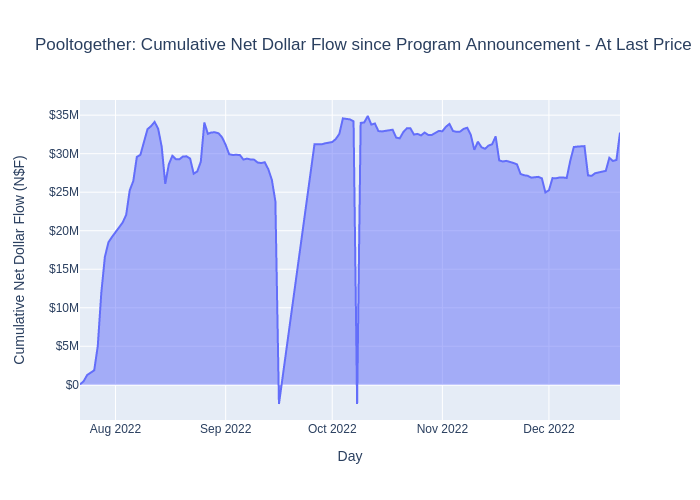 Pooltogether: Cumulative Net Dollar Flow since Program Announcement - At Last Price
Cumulative Net Dollar Flow (N$F)
$35M
$30M
$25M
$20M
$15M
$10M
$5M
$0
Aug 2022
Sep 2022
Oct 2022
Nov 2022
Dec 2022
Day